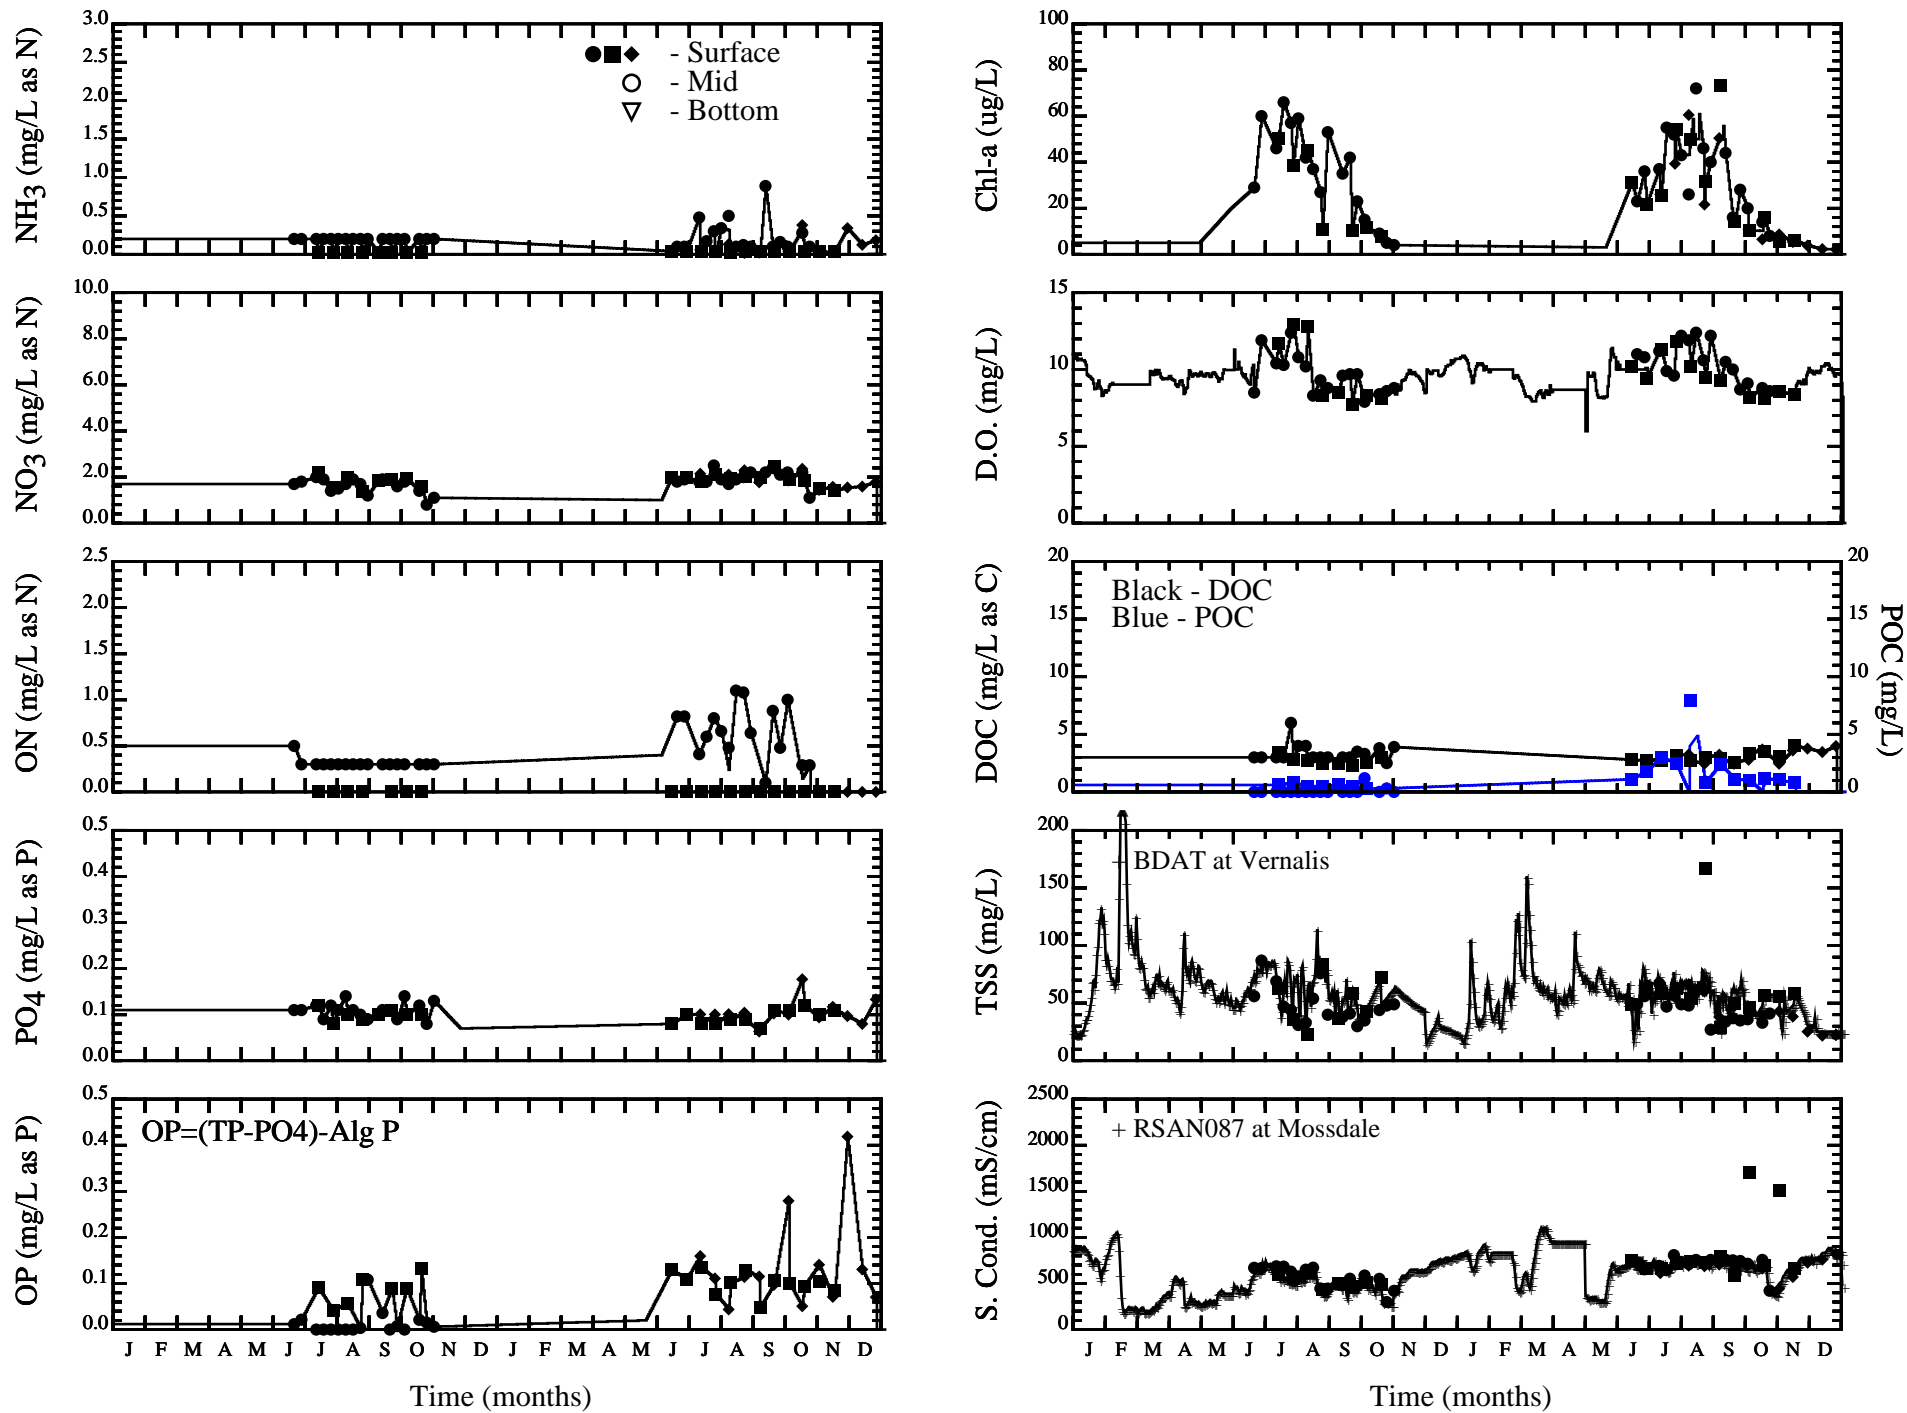 NH3 (mg/L as N)
3.0
2.5
2.0
1.5
1.0
0.5
0.0
- Surface
- Mid
- Bottom
NO3 (mg/L as N)
10.0
8.0
6.0
4.0
2.0
0.0
ON (mg/L as N)
2.5
2.0
1.5
1.0
0.5
0.0
PO4 (mg/L as P)
0.5
0.4
0.3
0.2
0.1
0.0
OP (mg/L as P)
0.5
0.4
0.3
0.2
0.1
0.0
OP=(TP-PO4)-Alg P
J F M A M J J A S O N D J F M A M J J A S O N D
Time (months)
Chl-a (ug/L)
100
80
60
40
20
0
D.O. (mg/L)
15
10
5
0
DOC (mg/L as C)
20
15
10
5
0
Black - DOC
Blue - POC
20
15
10
5
0
POC (mg/L)
TSS (mg/L)
200
150
100
50
0
BDAT at Vernalis
S. Cond. (mS/cm)
2500
2000
1500
1000
500
0
+ RSAN087 at Mossdale
J F M A M J J A S O N D J F M A M J J A S O N D
Time (months)